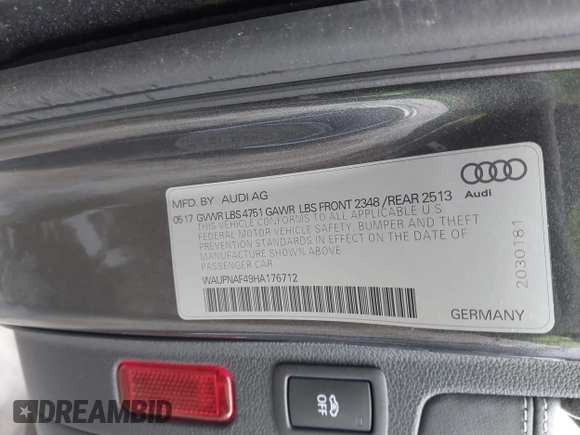 MFD. BY AUDI AG
0517 GVWR LBS 4751 GAWR LBS FRONT 2348 /REAR 2513
THIS VEHICLE CONFORMS TO ALL APPLICABLE U.S
FEDERAL MOTOR VEHICLE SAFETY, BUMPER AND THEFT
PREVENTION STANDARDS IN EFFECT ON THE DATE OF
MANUFACTURE SHOWN ABOVE
PASSENGER CAR
WAUPNAF49HA176712
Audi
2030181
GERMANY
OFF
DREAMBID